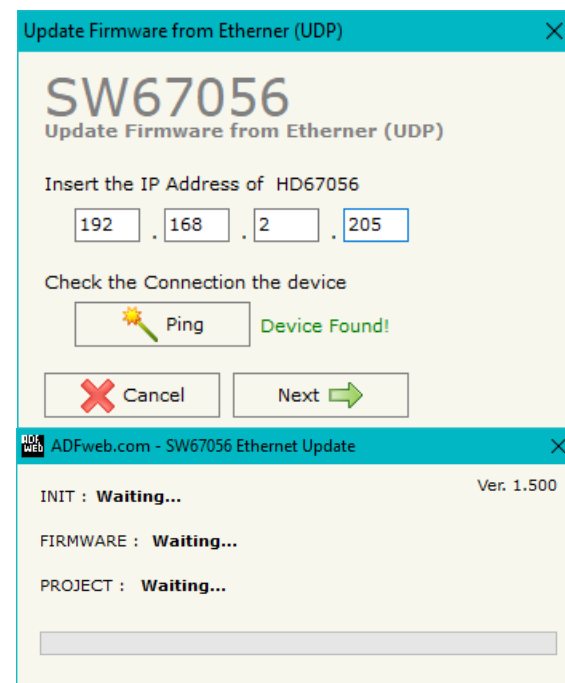 Update Firmware from Etherner (UDP)
SW67056
Update Firmware from Etherner (UDP)
Insert the IP Address of HD67056
192 . 168 . 2 . 205
Check the Connection the device
Ping Device Found!
Cancel Next
ADF WEB ADFweb.com - SW67056 Ethernet Update
Ver. 1.500
INIT : Waiting...
FIRMWARE : Waiting...
PROJECT : Waiting...